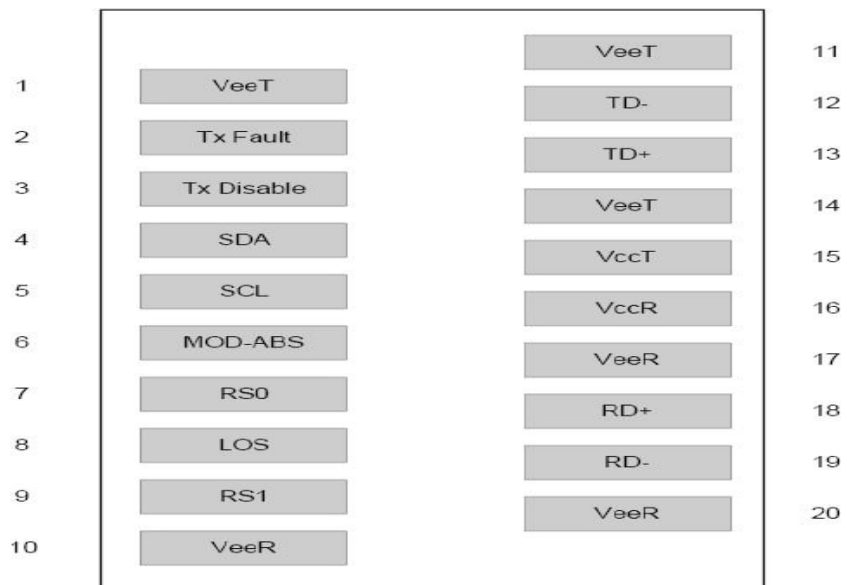 1 VeeT
2 Tx Fault
3 Tx Disable
4 SDA
5 SCL
6 MOD-ABS
7 RS0
8 LOS
9 RS1
10 VeeR
VeeT 11
TD- 12
TD+ 13
VeeT 14
VccT 15
VccR 16
VeeR 17
RD+ 18
RD- 19
VeeR 20